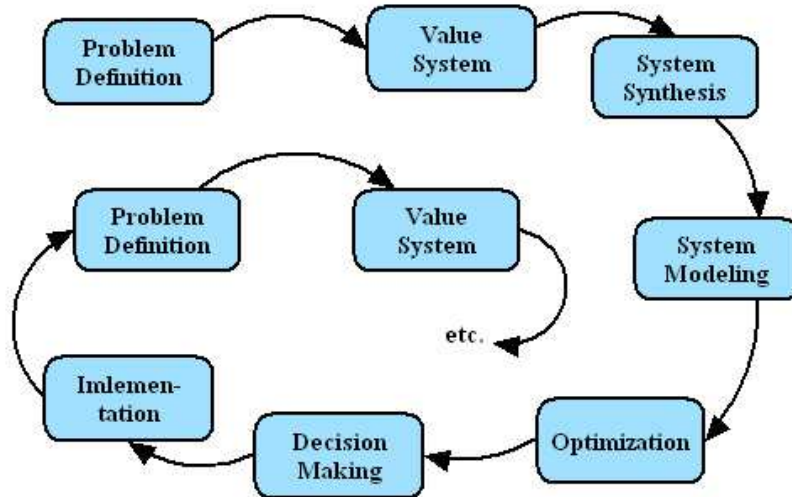 Problem
Definition
Value
System
System
Synthesis
System
Modeling
Optimization
Decision
Making
Imlemen-
tation
Problem
Definition
Value
System
etc.